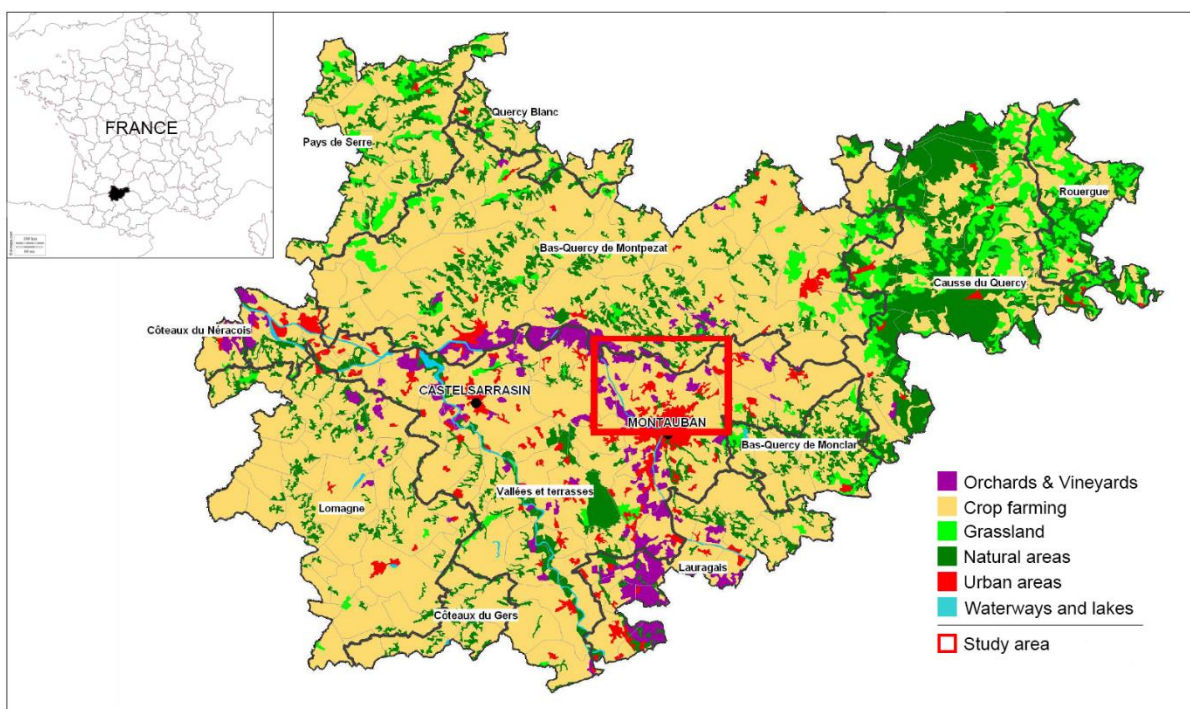 FRANCE
Quercy Blanc
Pays de Serre
Rouergue
Bas-Quercy de Montpezat
Causse du Quercy
Côteaux du Néracois
CASTELSARRASIN
MONTAUBAN
Bas-Quercy de Monclar
Vallées et terrasses
Lomagne
Lauragais
Côteaux du Gers
Orchards & Vineyards
Crop farming
Grassland
Natural areas
Urban areas
Waterways and lakes
Study area